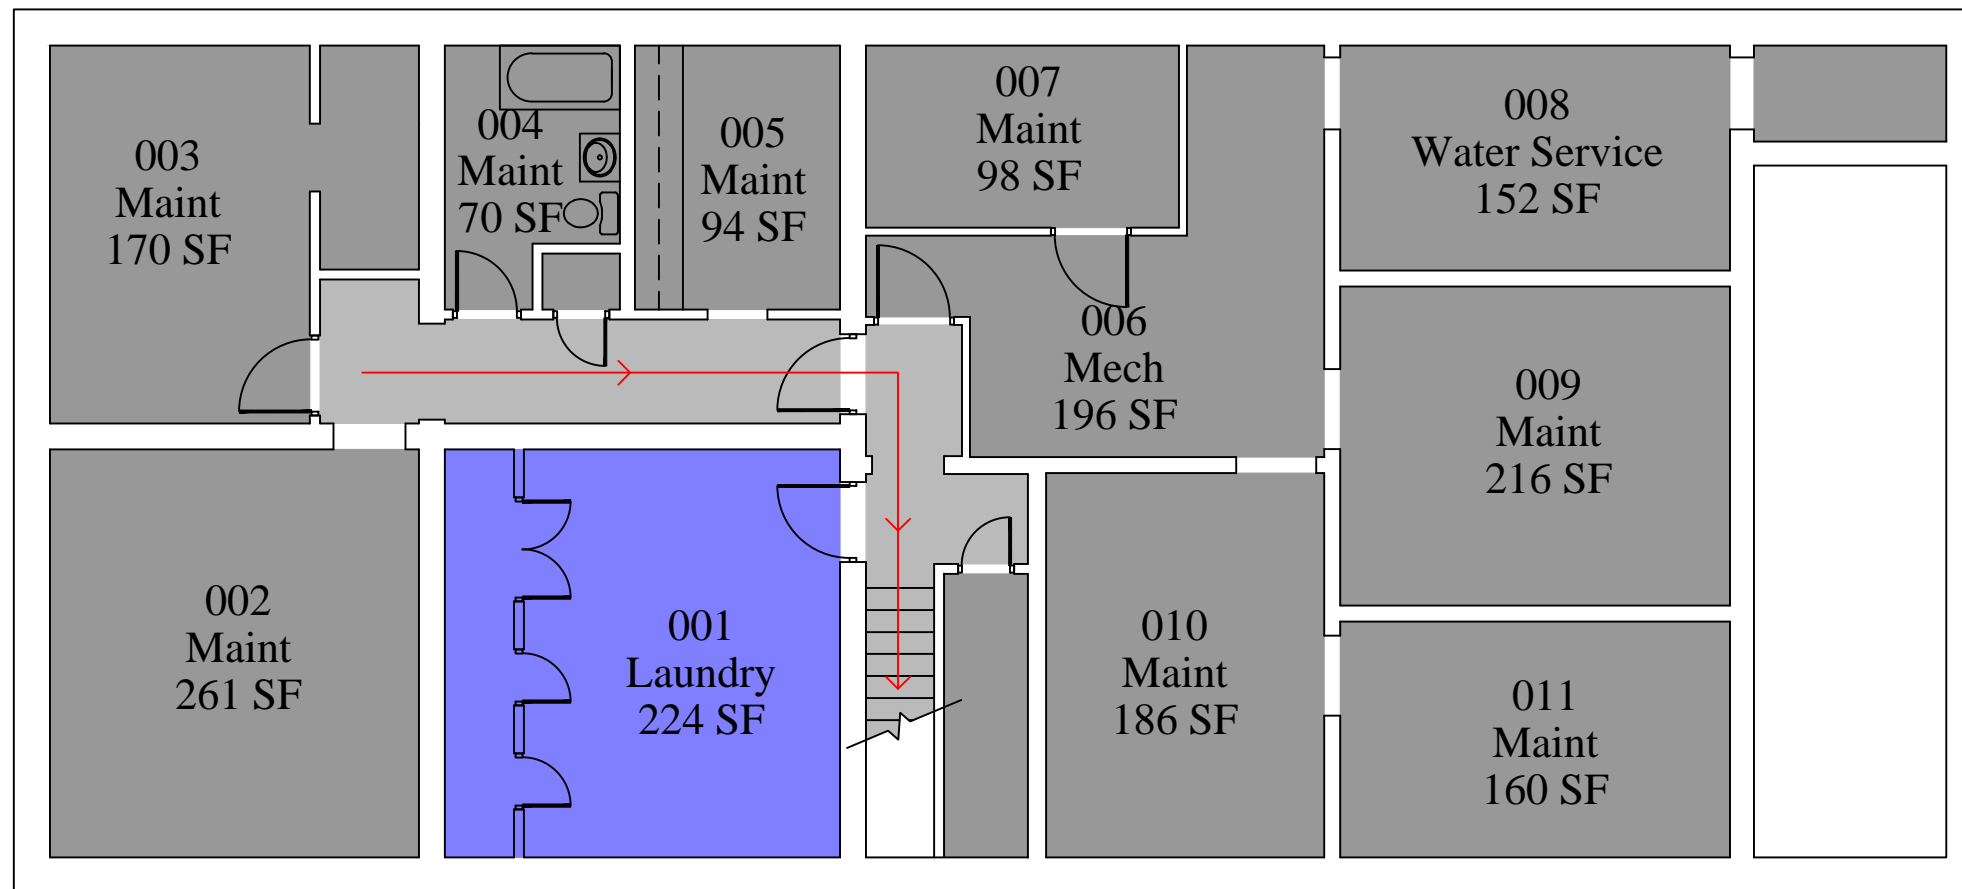 003
Maint
170 SF
004
Maint
70 SF
005
Maint
94 SF
007
Maint
98 SF
008
Water Service
152 SF
006
Mech
196 SF
009
Maint
216 SF
002
Maint
261 SF
001
Laundry
224 SF
010
Maint
186 SF
011
Maint
160 SF